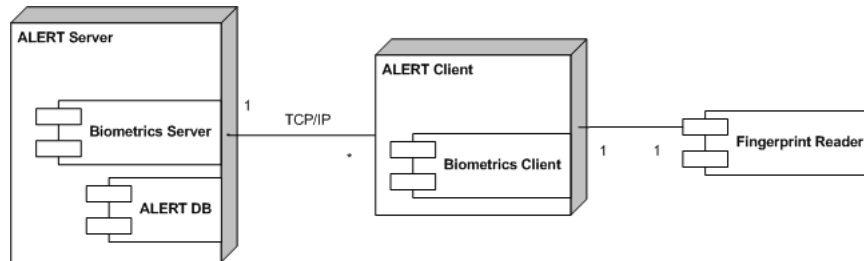 ALERT Server
ALERT Client
1
TCP/IP
Biometrics Server
Fingerprint Reader
*
1
1
Biometrics Client
ALERT DB